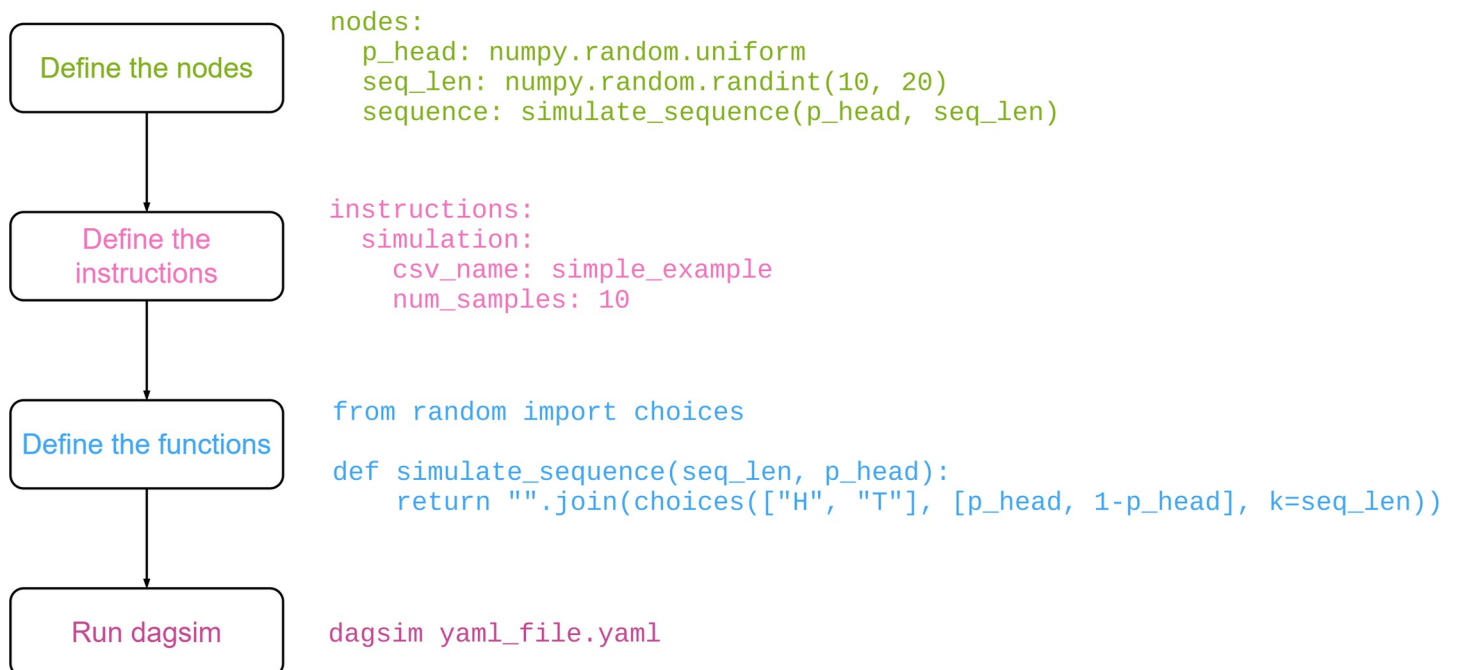 Define the nodes
nodes:
  p_head: numpy.random.uniform
  seq_len: numpy.random.randint(10, 20)
  sequence: simulate_sequence(p_head, seq_len)
Define the
instructions
instructions:
  simulation:
    csv_name: simple_example
    num_samples: 10
Define the functions
from random import choices
def simulate_sequence(seq_len, p_head):
    return "".join(choices(["H", "T"], [p_head, 1-p_head], k=seq_len))
Run dagsim
dagsim yaml_file.yaml